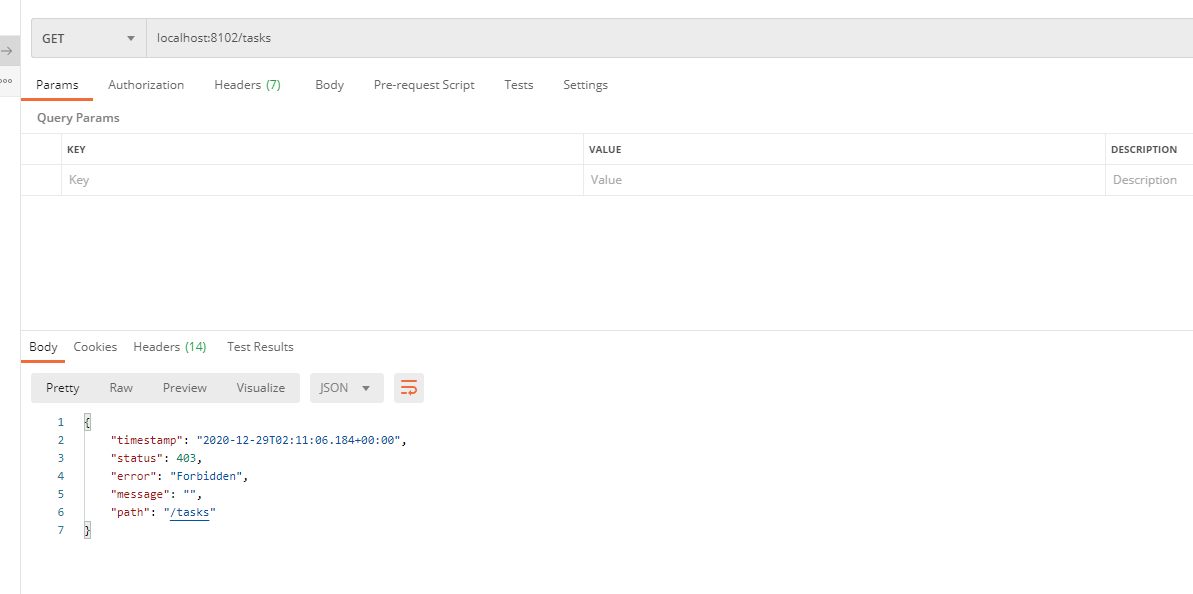 GET localhost:8102/tasks
Params Authorization Headers (7) Body Pre-request Script Tests Settings
Query Params
KEY VALUE DESCRIPTION
Key Value Description
Body Cookies Headers (14) Test Results
Pretty Raw Preview Visualize JSON
1 {
2 "timestamp": "2020-12-29T02:11:06.184+00:00",
3 "status": 403,
4 "error": "Forbidden",
5 "message": "",
6 "path": "/tasks"
7 }